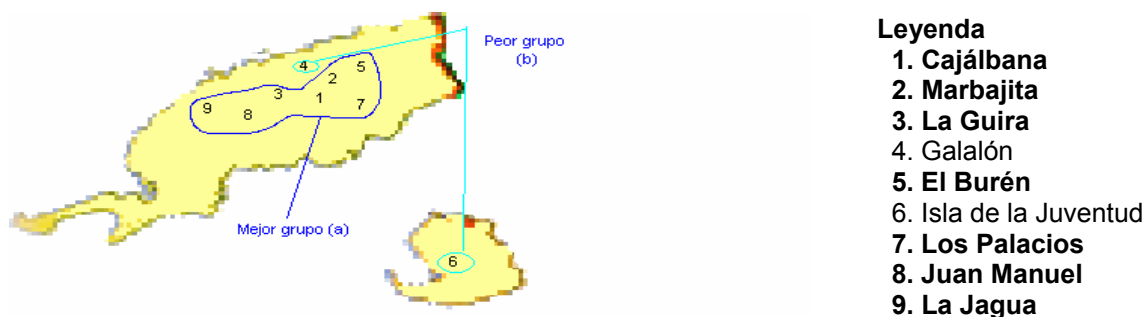 Peor grupo
(b)
4
5
2
3
9
1
8
7
Mejor grupo (a)
6
Leyenda
1. Cajálbana
2. Marbajita
3. La Guira
4. Galalón
5. El Burén
6. Isla de la Juventud
7. Los Palacios
8. Juan Manuel
9. La Jagua